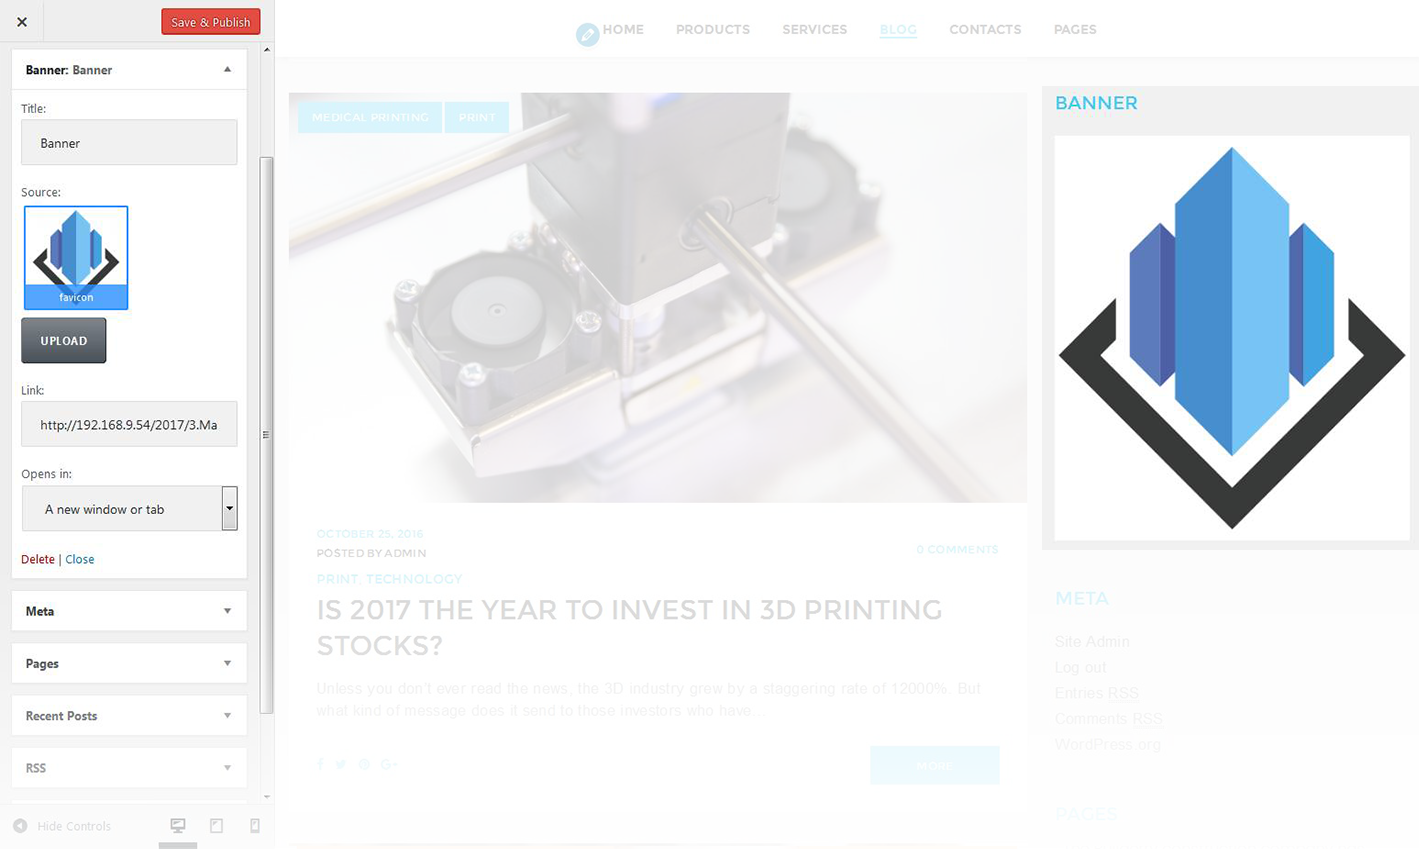 Save & Publish
Banner: Banner
Title:
Banner
Source:
favicon
UPLOAD
Link:
http://192.168.9.54/2017/3.Ma
Opens in:
A new window or tab
Delete | Close
Meta
Pages
Recent Posts
RSS
Hide Controls
HOME
PRODUCTS
SERVICES
BLOG
CONTACTS
PAGES
MEDICAL PRINTING
PRINT
OCTOBER 25, 2016
POSTED BY ADMIN
0 COMMENTS
PRINT, TECHNOLOGY
IS 2017 THE YEAR TO INVEST IN 3D PRINTING
STOCKS?
Unless you don't ever read the news, the 3D industry grew by a staggering rate of 12000%. But
what kind of message does it send to those investors who have...
MORE
BANNER
META
Site Admin
Log out
Entries RSS
Comments RSS
WordPress.org
PAGES